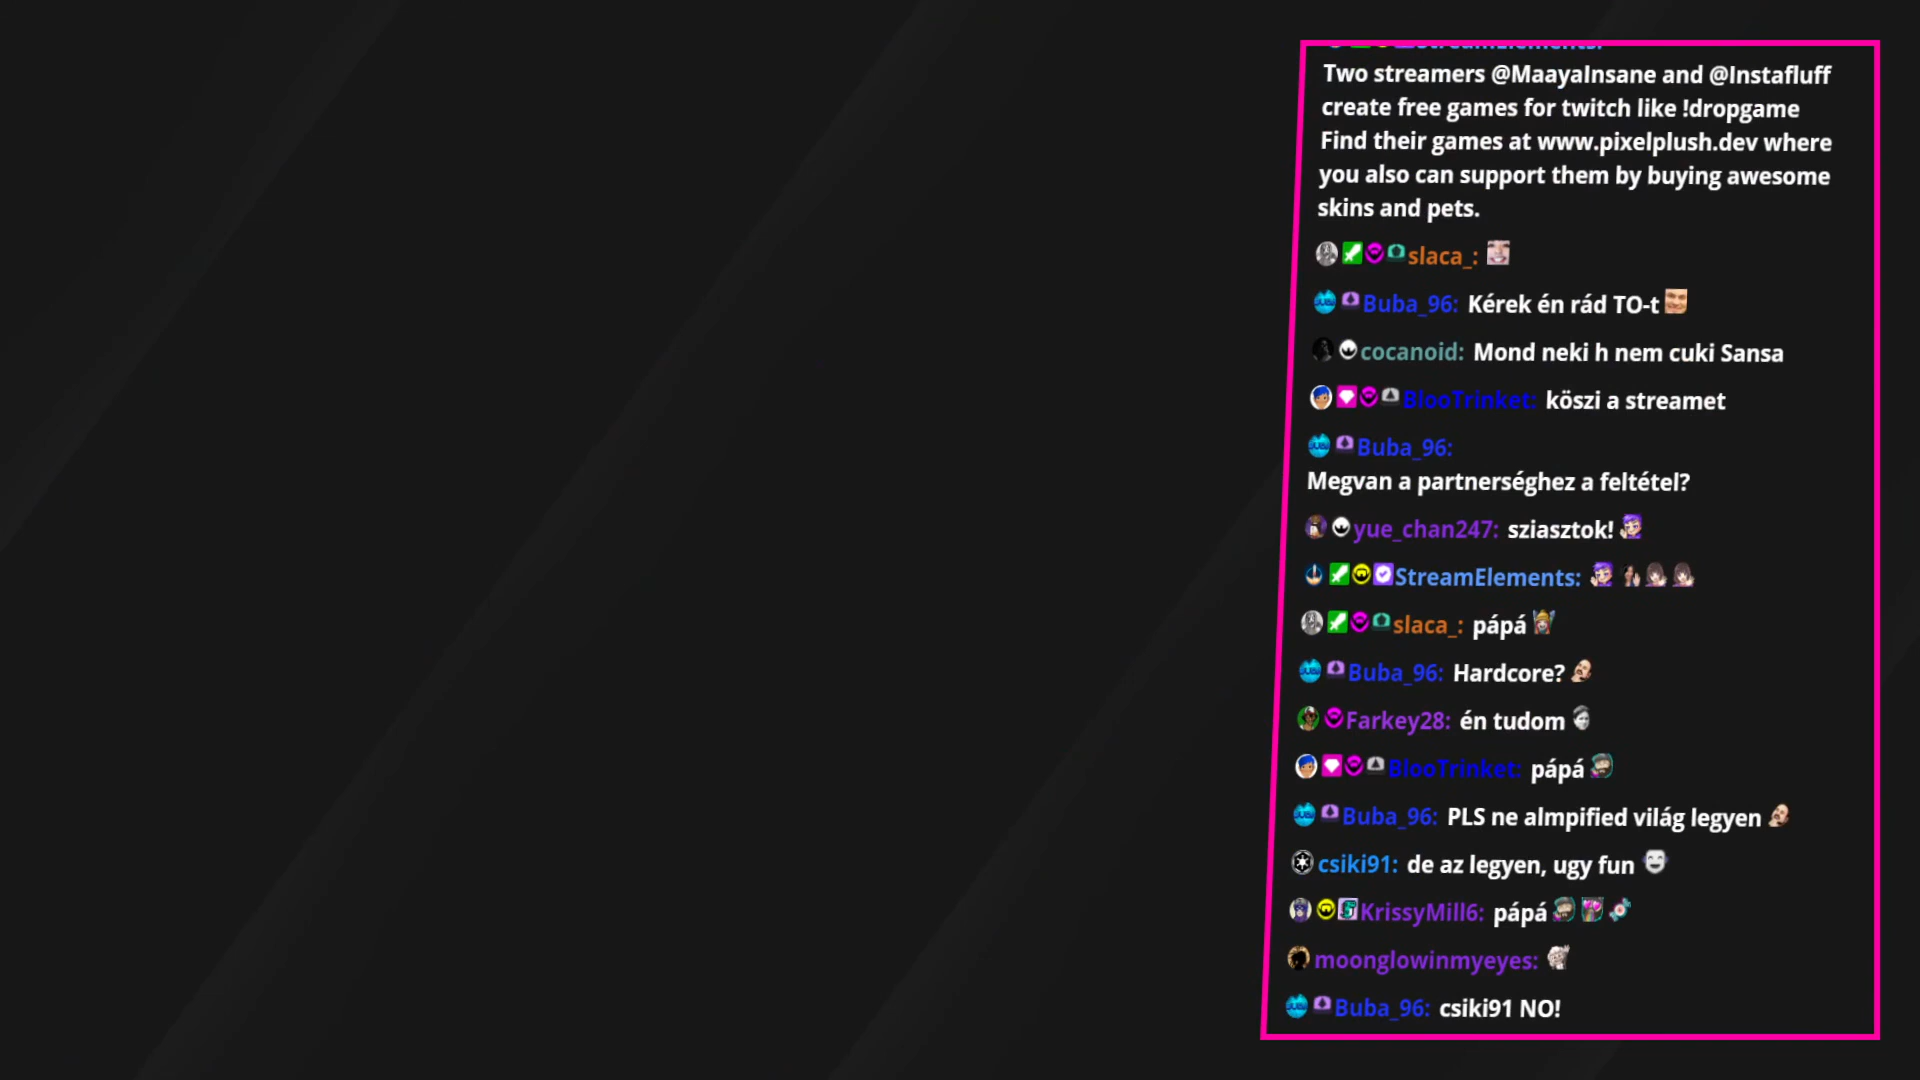 StreamElements:
Two streamers @MaayaInsane and @Instafluff
create free games for twitch like !dropgame
Find their games at www.pixelplush.dev where
you also can support them by buying awesome
skins and pets.
slaca_:
Buba_96: Kérek én rád TO-t
cocanoid: Mond neki h nem cuki Sansa
BlooTrinket: köszi a streamet
Buba_96:
Megvan a partnerséghez a feltétel?
yue_chan247: sziasztok!
StreamElements:
slaca_: pápá
Buba_96: Hardcore?
Farkey28: én tudom
BlooTrinket: pápá
Buba_96: PLS ne almpified világ legyen
csiki91: de az legyen, ugy fun
KrissyMill6: pápá
moonglowinmyeyes:
Buba_96: csiki91 NO!